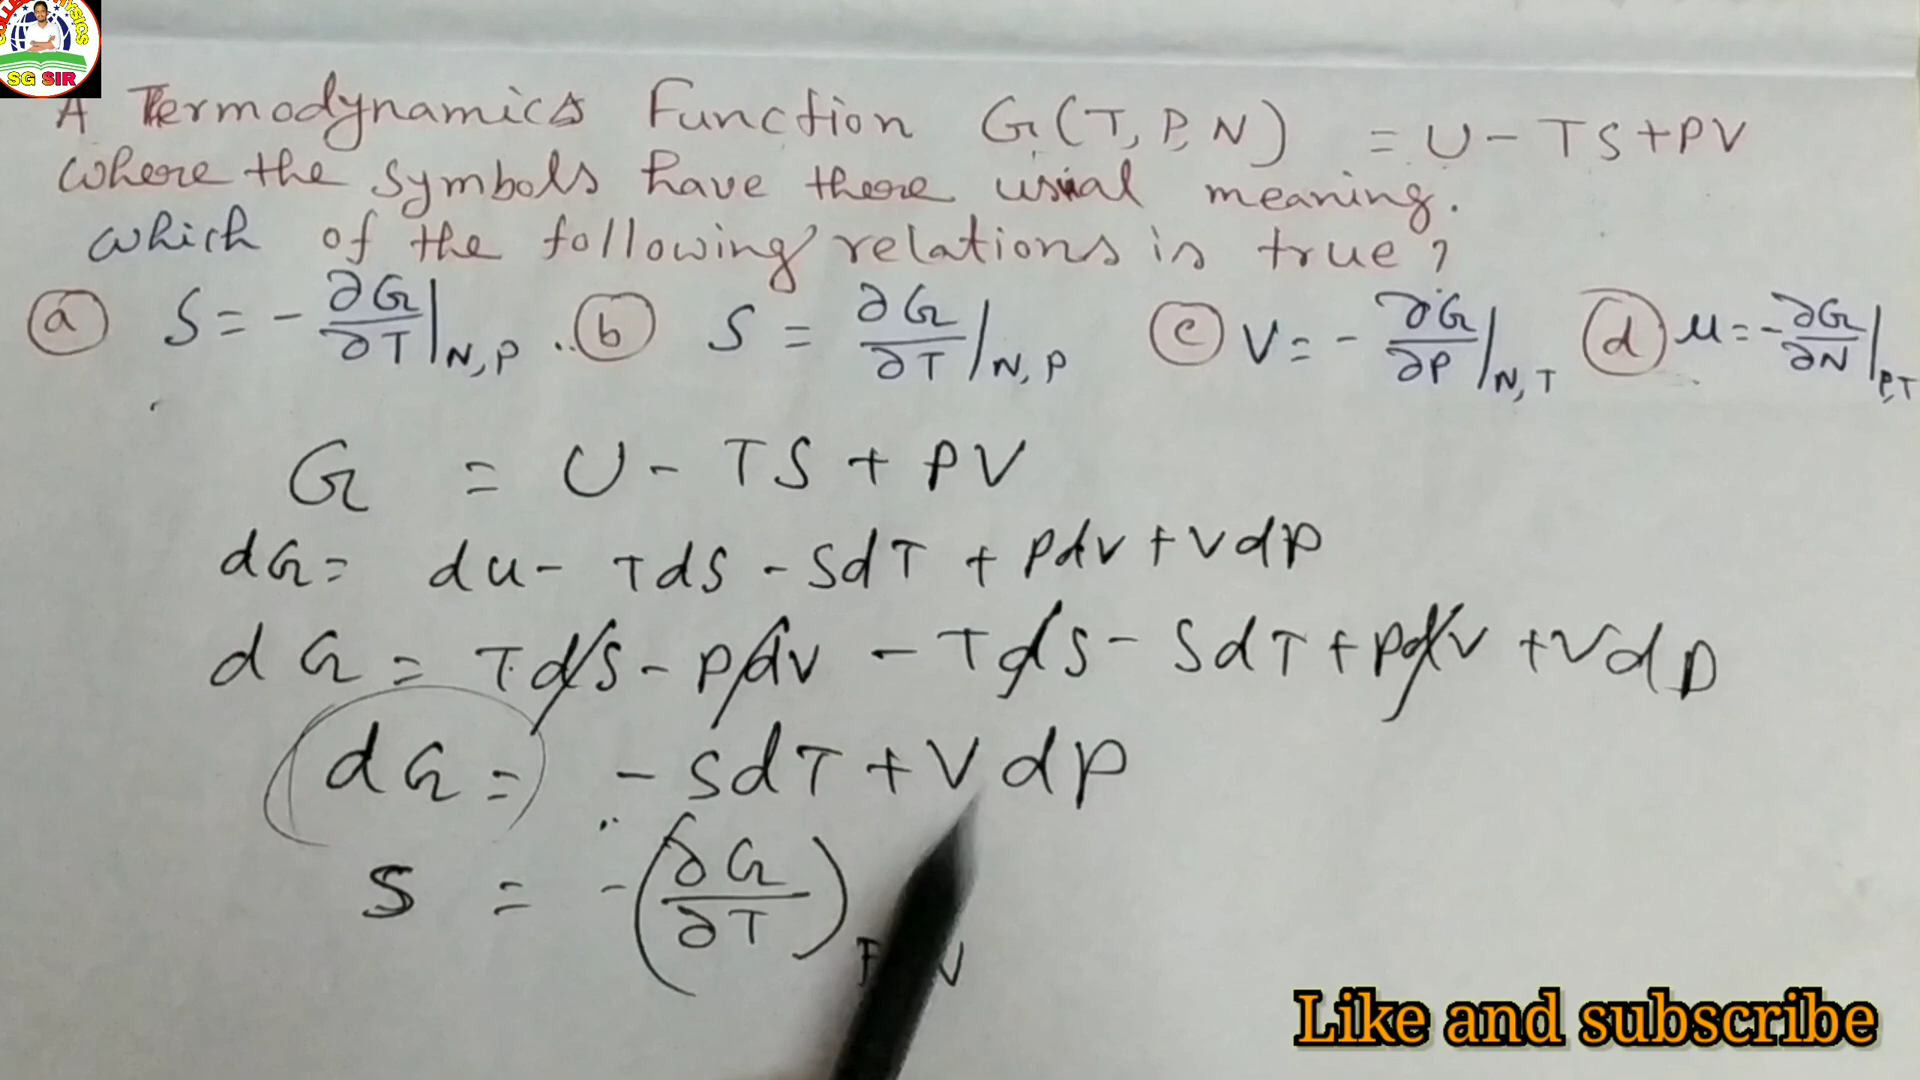 SG SIR
A Termodynamics Function G(T, P, N) = U - TS + PV
where the symbols have there usual meaning.
which of the following relations is true?
(a) S = - ∂G/∂T |N, P (b) S = ∂G/∂T |N, P (c) V = - ∂G/∂P |N, T (d) μ = - ∂G/∂N |P,T
G = U - TS + PV
dG = du - TdS - SdT + PdV + VdP
dG = TdS - PdV - TdS - SdT + PdV + VdP
dG = - SdT + VdP
S = - (∂G/∂T)
Like and subscribe